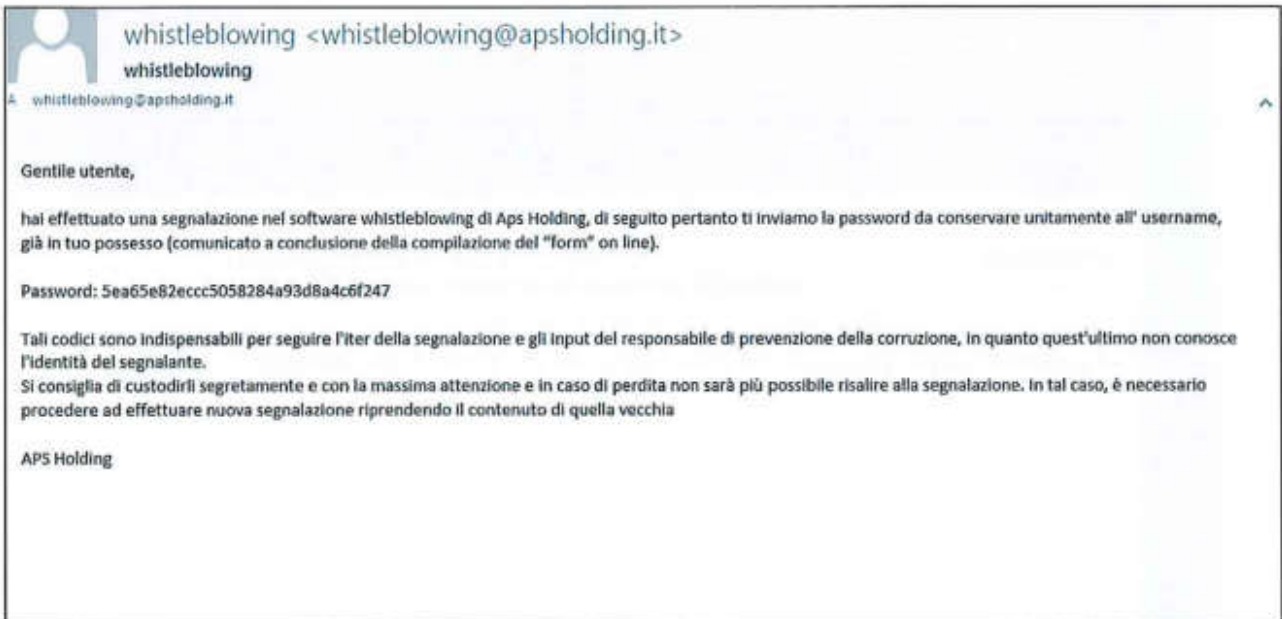 whistleblowing <whistleblowing@apsholding.it>
whistleblowing
A whistleblowing@apsholding.it
Gentile utente,
hai effettuato una segnalazione nel software whistleblowing di Aps Holding, di seguito pertanto ti inviamo la password da conservare unitamente all' username,
già in tuo possesso (comunicato a conclusione della compilazione del "form" on line).
Password: 5ea65e82eccc5058284a93d8a4c6f247
Tali codici sono indispensabili per seguire l'iter della segnalazione e gli input del responsabile di prevenzione della corruzione, in quanto quest'ultimo non conosce
l'identità del segnalante.
Si consiglia di custodirli segretamente e con la massima attenzione e in caso di perdita non sarà più possibile risalire alla segnalazione. In tal caso, è necessario
procedere ad effettuare nuova segnalazione riprendendo il contenuto di quella vecchia
APS Holding